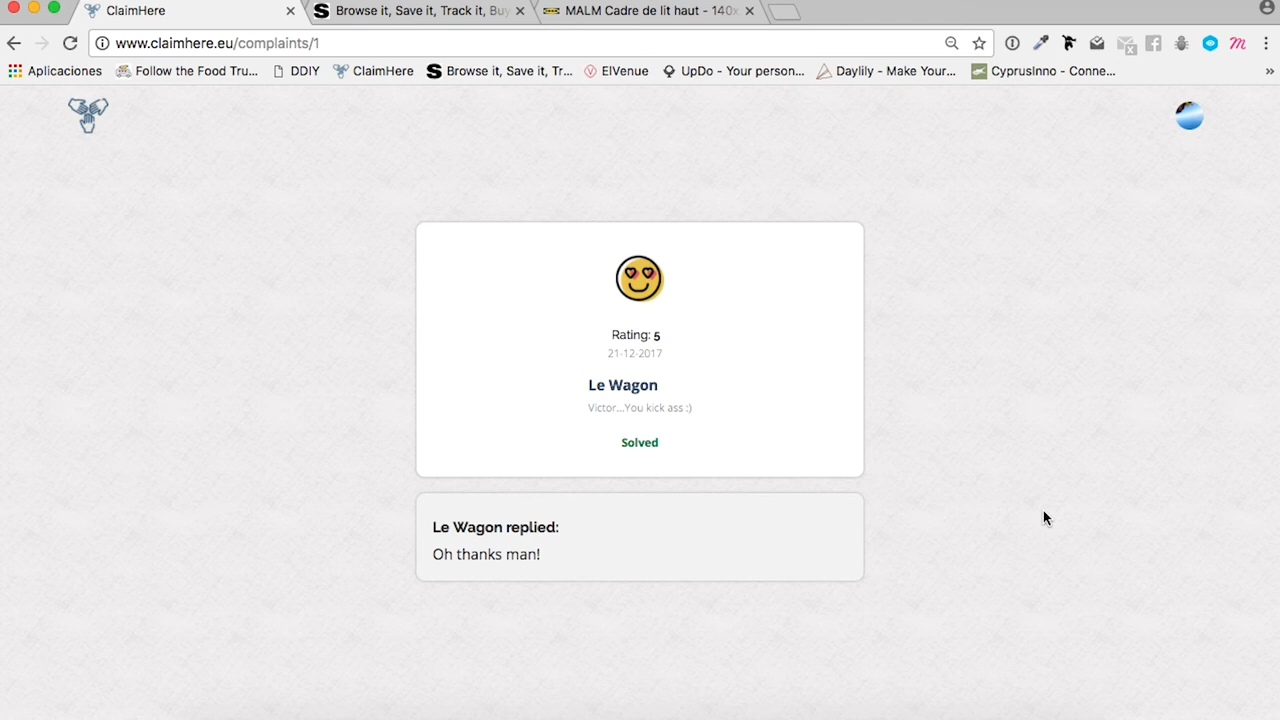 ClaimHere
Browse it, Save it, Track it, Buy
MALM Cadre de lit haut - 140x
www.claimhere.eu/complaints/1
Aplicaciones
Follow the Food Tru...
DDIY
ClaimHere
Browse it, Save it, Tr...
ElVenue
UpDo - Your person...
Daylily - Make Your...
CyprusInno - Conne...
»
Rating: 5
21-12-2017
Le Wagon
Victor...You kick ass :)
Solved
Le Wagon replied:
Oh thanks man!